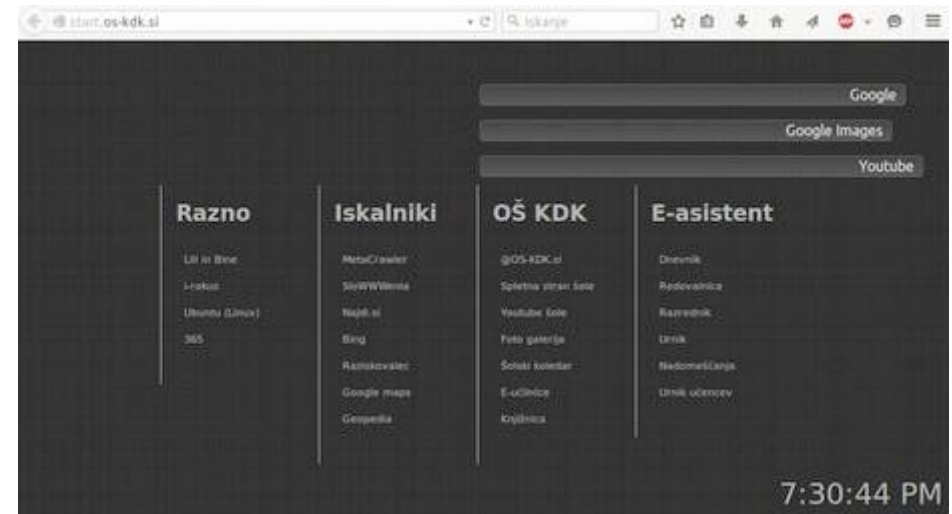 start.os-kdk.si
Iskanje
Google
Google Images
Youtube
Razno
Lili in Bine
i-rokus
Ubuntu (Linux)
365
Iskalniki
MetaCrawler
Najdi.si
Bing
Raziskovalec
Google maps
Geopedia
OŠ KDK
@OS-KDK.si
Spletna stran šole
Youtube šole
Foto galerija
Šolski koledar
E-učilnice
Knjižnica
E-asistent
Dnevnik
Redovalnica
Razrednik
Urnik
Nadomeščanja
Urnik učencev
7:30:44 PM